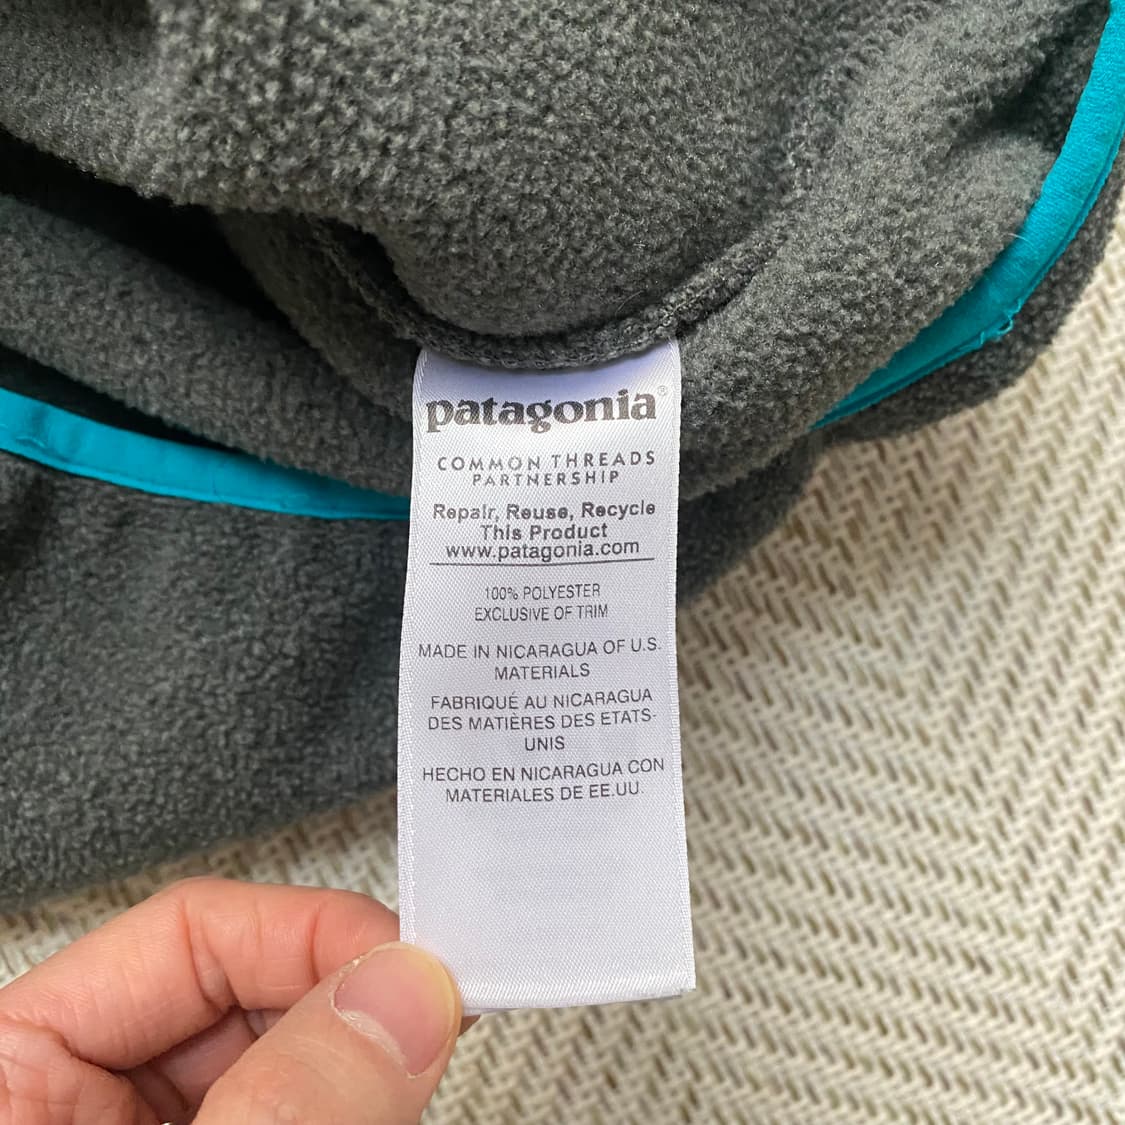 patagonia®
COMMON THREADS
PARTNERSHIP
Repair, Reuse, Recycle
This Product
www.patagonia.com
100% POLYESTER
EXCLUSIVE OF TRIM
MADE IN NICARAGUA OF U.S.
MATERIALS
FABRIQUÉ AU NICARAGUA
DES MATIÈRES DES ETATS-
UNIS
HECHO EN NICARAGUA CON
MATERIALES DE EE.UU.